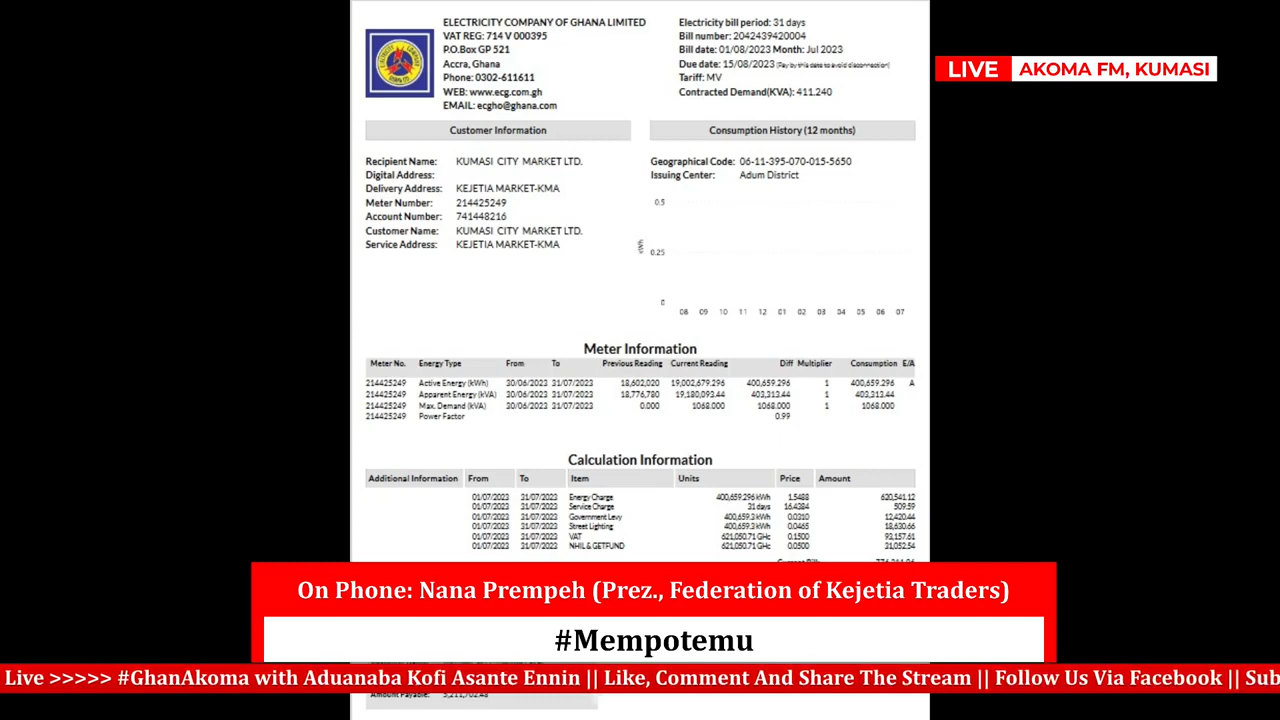 ELECTRICITY COMPANY OF GHANA LIMITED
VAT REG: 714 V 000395
P.O.Box GP 521
Accra, Ghana
Phone: 0302-611611
WEB: www.ecg.com.gh
EMAIL: ecgho@ghana.com
Electricity bill period: 31 days
Bill number: 2042439420004
Bill date: 01/08/2023 Month: Jul 2023
Due date: 15/08/2023 (Pay by this date to avoid disconnection)
Tariff: MV
Contracted Demand(KVA): 411.240
LIVE AKOMA FM, KUMASI
Customer Information
Recipient Name: KUMASI CITY MARKET LTD.
Digital Address:
Delivery Address: KEJETIA MARKET-KMA
Meter Number: 214425249
Account Number: 741448216
Customer Name: KUMASI CITY MARKET LTD.
Service Address: KEJETIA MARKET-KMA
Consumption History (12 months)
Geographical Code: 06-11-395-070-015-5650
Issuing Center: Adum District
0.5
kWh
0.25
0
08 09 10 11 12 01 02 03 04 05 06 07
Meter Information
Meter No. Energy Type From To Previous Reading Current Reading Diff Multiplier Consumption E/A
214425249 Active Energy (kWh) 30/06/2023 31/07/2023 18,602,020 19,002,679.296 400,659.296 1 400,659.296 A
214425249 Apparent Energy (kVA) 30/06/2023 31/07/2023 18,776,780 19,180,093.44 403,313.44 1 403,313.44
214425249 Max. Demand (kVA) 30/06/2023 31/07/2023 0.000 1068.000 1068.000 1 1068.000
214425249 Power Factor 0.99
Calculation Information
Additional Information From To Item Units Price Amount
01/07/2023 31/07/2023 Energy Charge 400,659.296 kWh 1.5488 620,541.12
01/07/2023 31/07/2023 Service Charge 31 days 16.4384 509.59
01/07/2023 31/07/2023 Government Levy 400,659.3 kWh 0.0310 12,420.44
01/07/2023 31/07/2023 Street Lighting 400,659.3 kWh 0.0465 18,630.66
01/07/2023 31/07/2023 VAT 621,050.71 GHc 0.1500 93,157.61
01/07/2023 31/07/2023 NHIL & GETFUND 621,050.71 GHc 0.0500 31,052.54
On Phone: Nana Prempeh (Prez., Federation of Kejetia Traders)
#Mempotemu
Live >>>>> #GhanAkoma with Aduanaba Kofi Asante Ennin || Like, Comment And Share The Stream || Follow Us Via Facebook || Sub
Amount Payable: